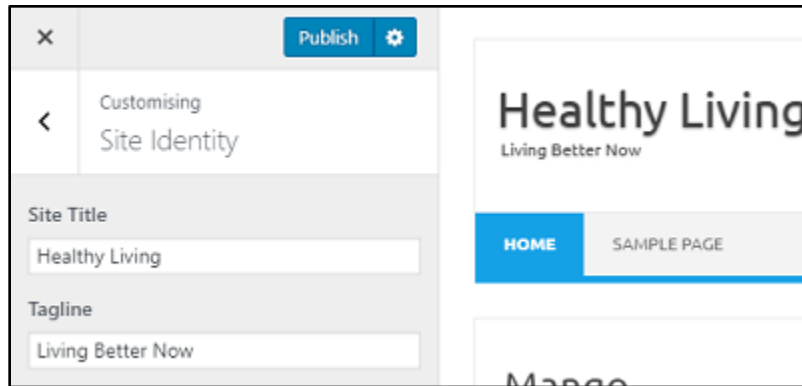 Publish
Customising
Site Identity
Site Title
Healthy Living
Tagline
Living Better Now
Healthy Living
Living Better Now
HOME SAMPLE PAGE
Mango